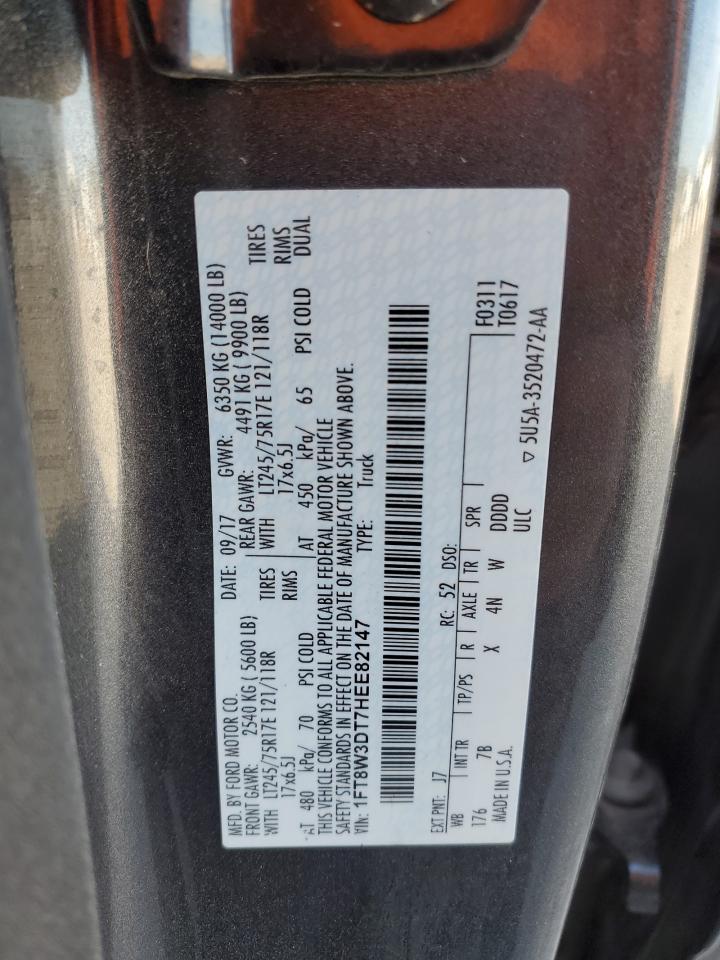 MFD. BY FORD MOTOR CO.
DATE: 09/17 GVWR: 6350 KG (14000 LB)
FRONT GAWR: 2540 KG ( 5600 LB) REAR GAWR: 4491 KG ( 9900 LB)
WITH LT245/75R17E 121/118R TIRES WITH LT245/75R17E 121/118R TIRES
17x6.5J RIMS 17x6.5J RIMS
AT 480 kPa/ 70 PSI COLD AT 450 kPa/ 65 PSI COLD DUAL
THIS VEHICLE CONFORMS TO ALL APPLICABLE FEDERAL MOTOR VEHICLE
SAFETY STANDARDS IN EFFECT ON THE DATE OF MANUFACTURE SHOWN ABOVE.
VIN: 1FT8W3DT7HEE82147 TYPE: Truck
EXT PNT: J7 RC: 52 DSO: F0311
WB INT TR TP/PS R AXLE TR SPR T0617
176 7B X 4N W DDDD
MADE IN U.S.A. ULC ▽ 5U5A-3520472-AA